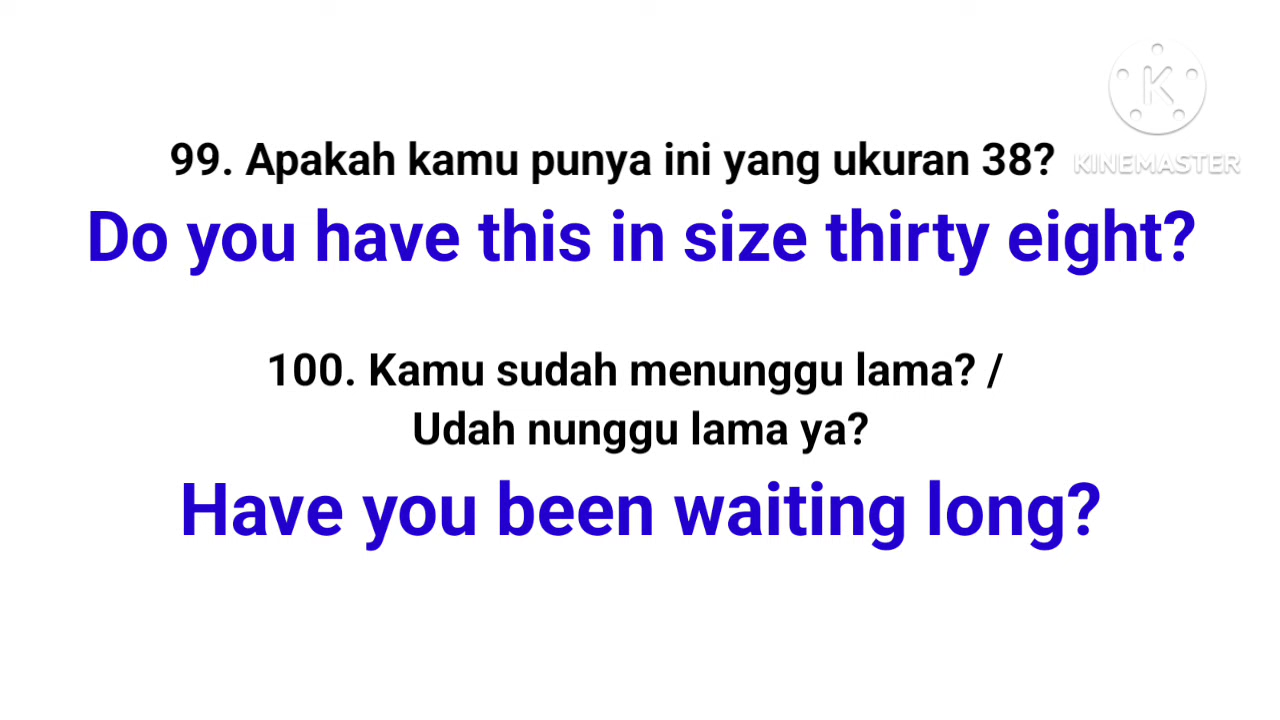 99. Apakah kamu punya ini yang ukuran 38?
KINEMASTER
Do you have this in size thirty eight?
100. Kamu sudah menunggu lama? /
Udah nunggu lama ya?
Have you been waiting long?